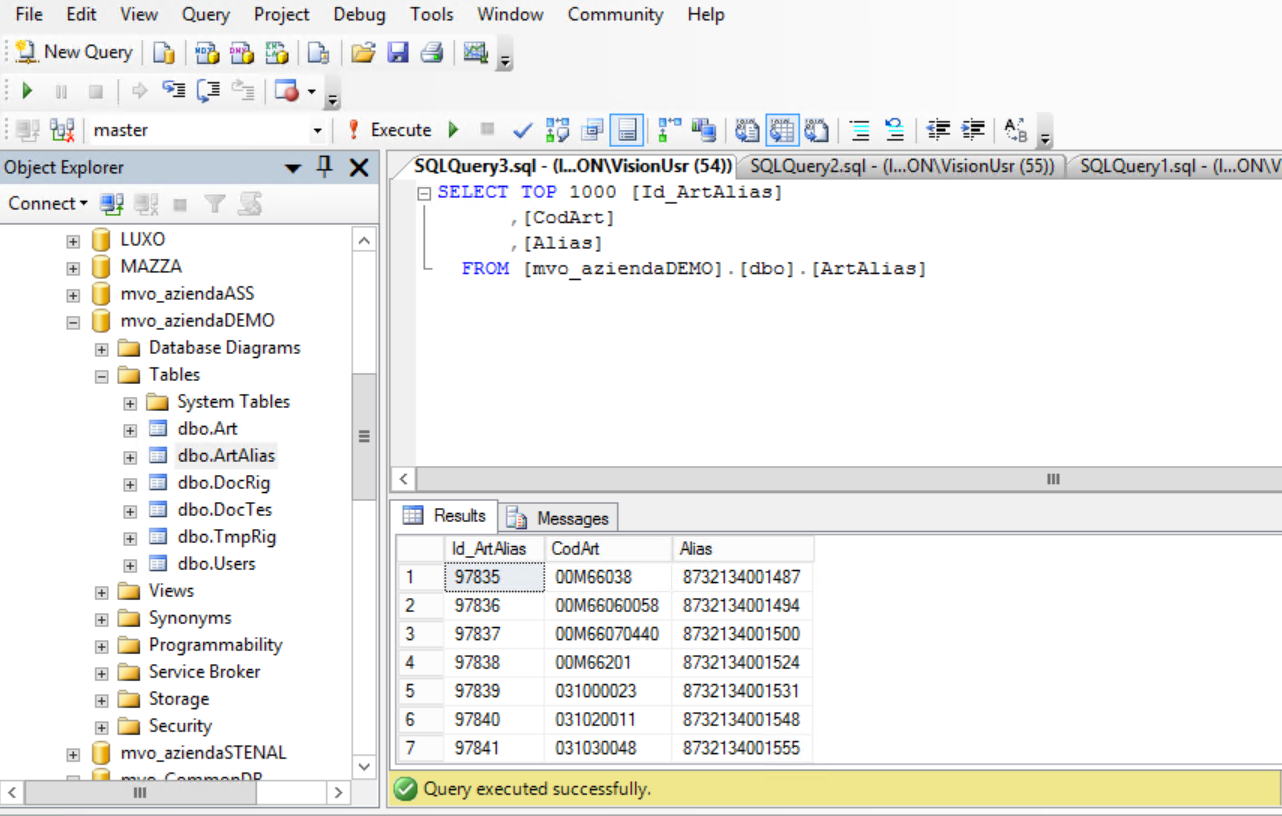 File Edit View Query Project Debug Tools Window Community Help
New Query
master Execute
Object Explorer
Connect
LUXO
MAZZA
mvo_aziendaASS
mvo_aziendaDEMO
Database Diagrams
Tables
System Tables
dbo.Art
dbo.ArtAlias
dbo.DocRig
dbo.DocTes
dbo.TmpRig
dbo.Users
Views
Synonyms
Programmability
Service Broker
Storage
Security
mvo_aziendaSTENAL
SQLQuery3.sql - (I...ON\VisionUsr (54)) SQLQuery2.sql - (I...ON\VisionUsr (55)) SQLQuery1.sql - (I...ON\V
SELECT TOP 1000 [Id_ArtAlias]
,[CodArt]
,[Alias]
FROM [mvo_aziendaDEMO].[dbo].[ArtAlias]
Results Messages
Id_ArtAlias CodArt Alias
1 97835 00M66038 8732134001487
2 97836 00M66060058 8732134001494
3 97837 00M66070440 8732134001500
4 97838 00M66201 8732134001524
5 97839 031000023 8732134001531
6 97840 031020011 8732134001548
7 97841 031030048 8732134001555
Query executed successfully.